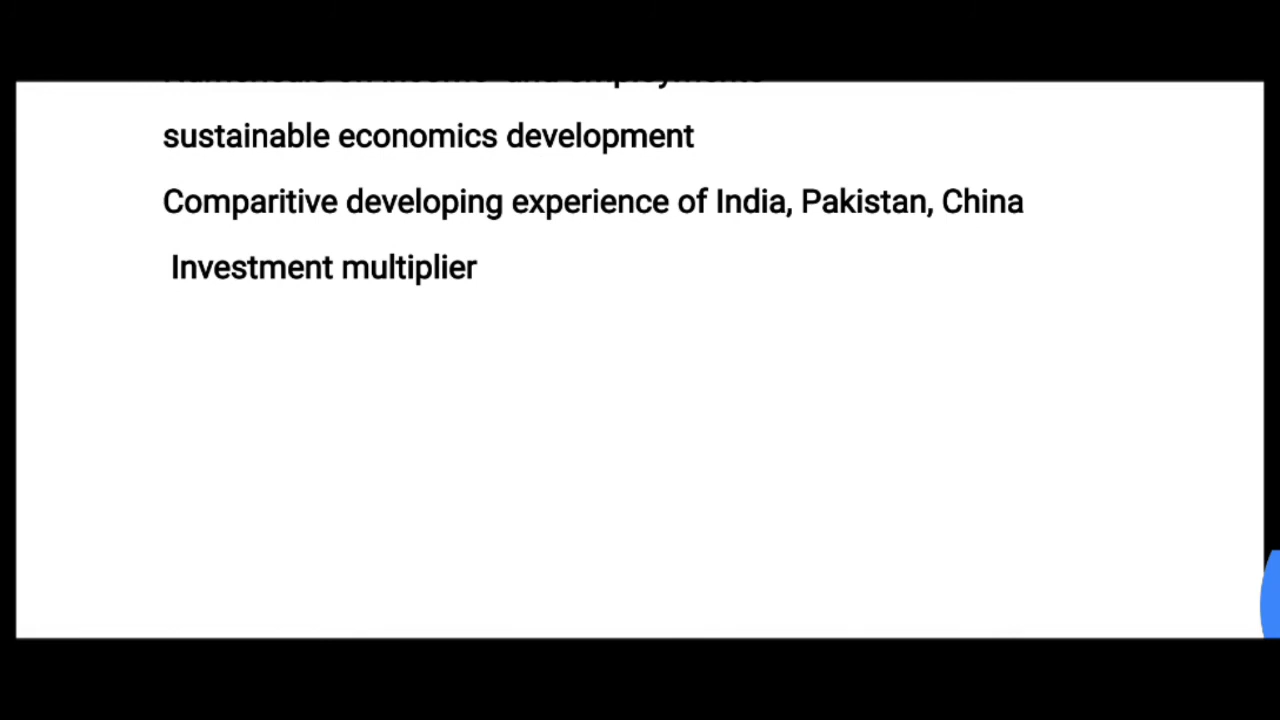 sustainable economics development
Comparitive developing experience of India, Pakistan, China
Investment multiplier